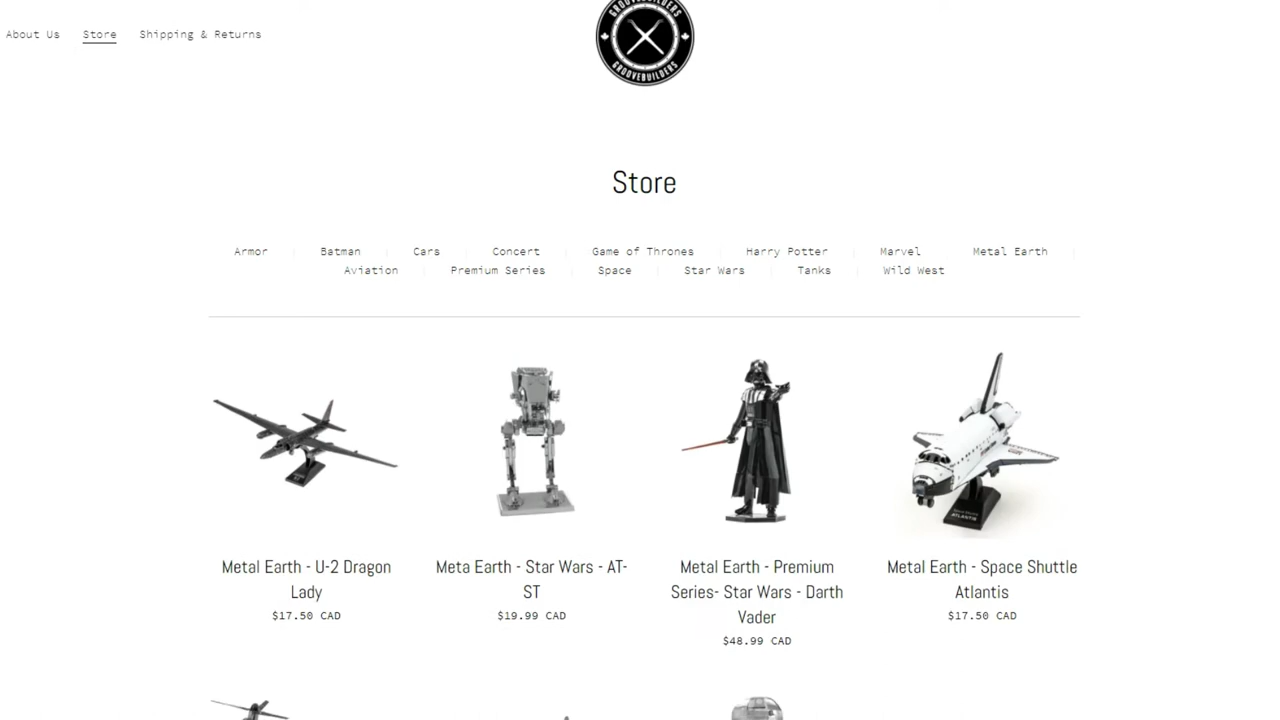 About Us Store Shipping & Returns
GROOVEBUILDERS
GROOVEBUILDERS
Store
Armor Batman Cars Concert Game of Thrones Harry Potter Marvel Metal Earth
Aviation Premium Series Space Star Wars Tanks Wild West
ATLANTIS
Metal Earth - U-2 Dragon
Lady
$17.50 CAD
Meta Earth - Star Wars - AT-
ST
$19.99 CAD
Metal Earth - Premium
Series- Star Wars - Darth
Vader
$48.99 CAD
Metal Earth - Space Shuttle
Atlantis
$17.50 CAD